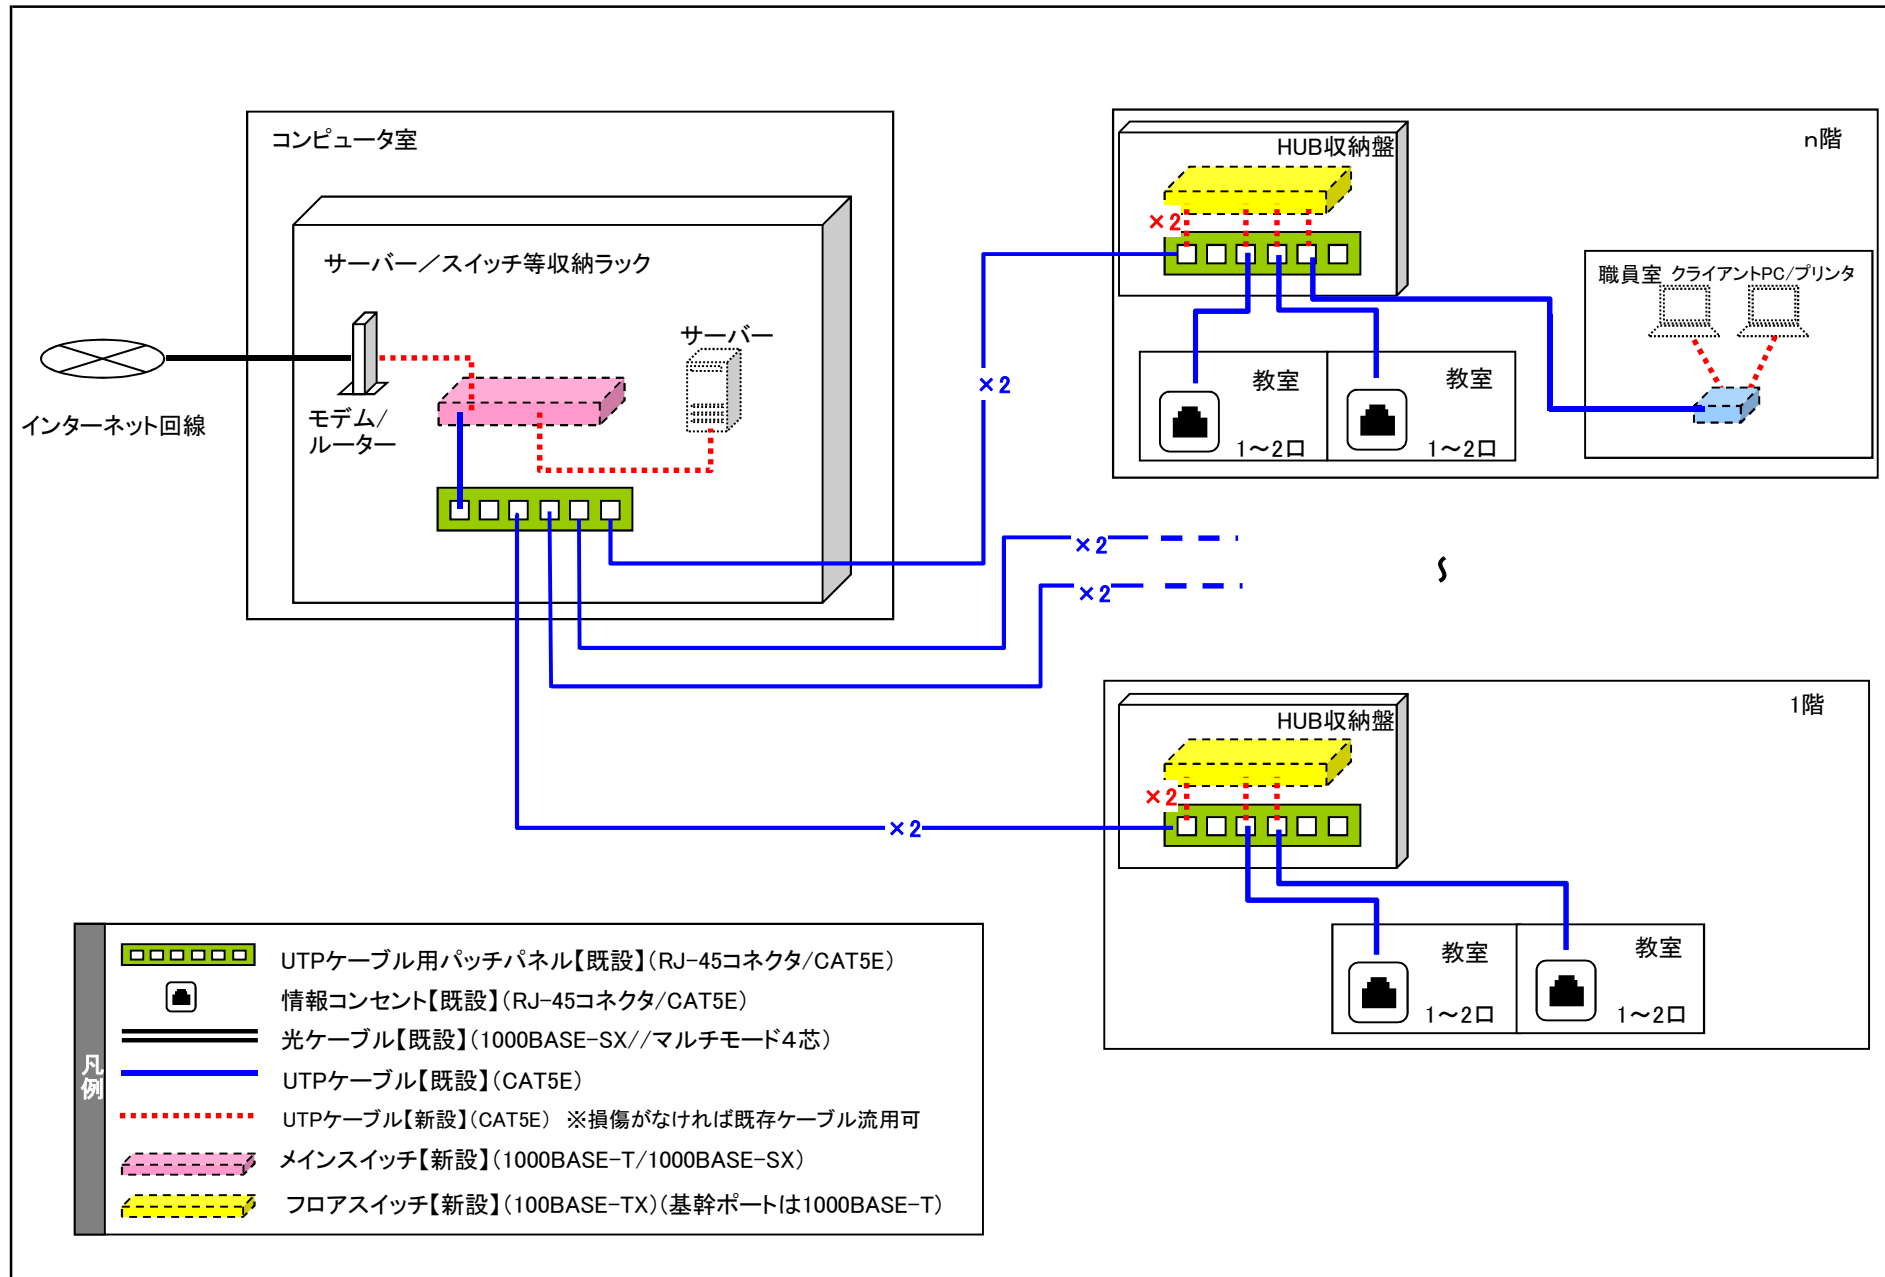 コンピュータ室
サーバー／スイッチ等収納ラック
サーバー
モデム/
ルーター
インターネット回線
×2
×2
×2
×2
HUB収納盤
n階
×2
職員室 クライアントPC/プリンタ
教室
1～2口
教室
1～2口
～
HUB収納盤
1階
×2
教室
1～2口
教室
1～2口
凡例
UTPケーブル用パッチパネル【既設】(RJ-45コネクタ/CAT5E)
情報コンセント【既設】(RJ-45コネクタ/CAT5E)
光ケーブル【既設】(1000BASE-SX//マルチモード４芯)
UTPケーブル【既設】(CAT5E)
UTPケーブル【新設】(CAT5E) ※損傷がなければ既存ケーブル流用可
メインスイッチ【新設】(1000BASE-T/1000BASE-SX)
フロアスイッチ【新設】(100BASE-TX)(基幹ポートは1000BASE-T)